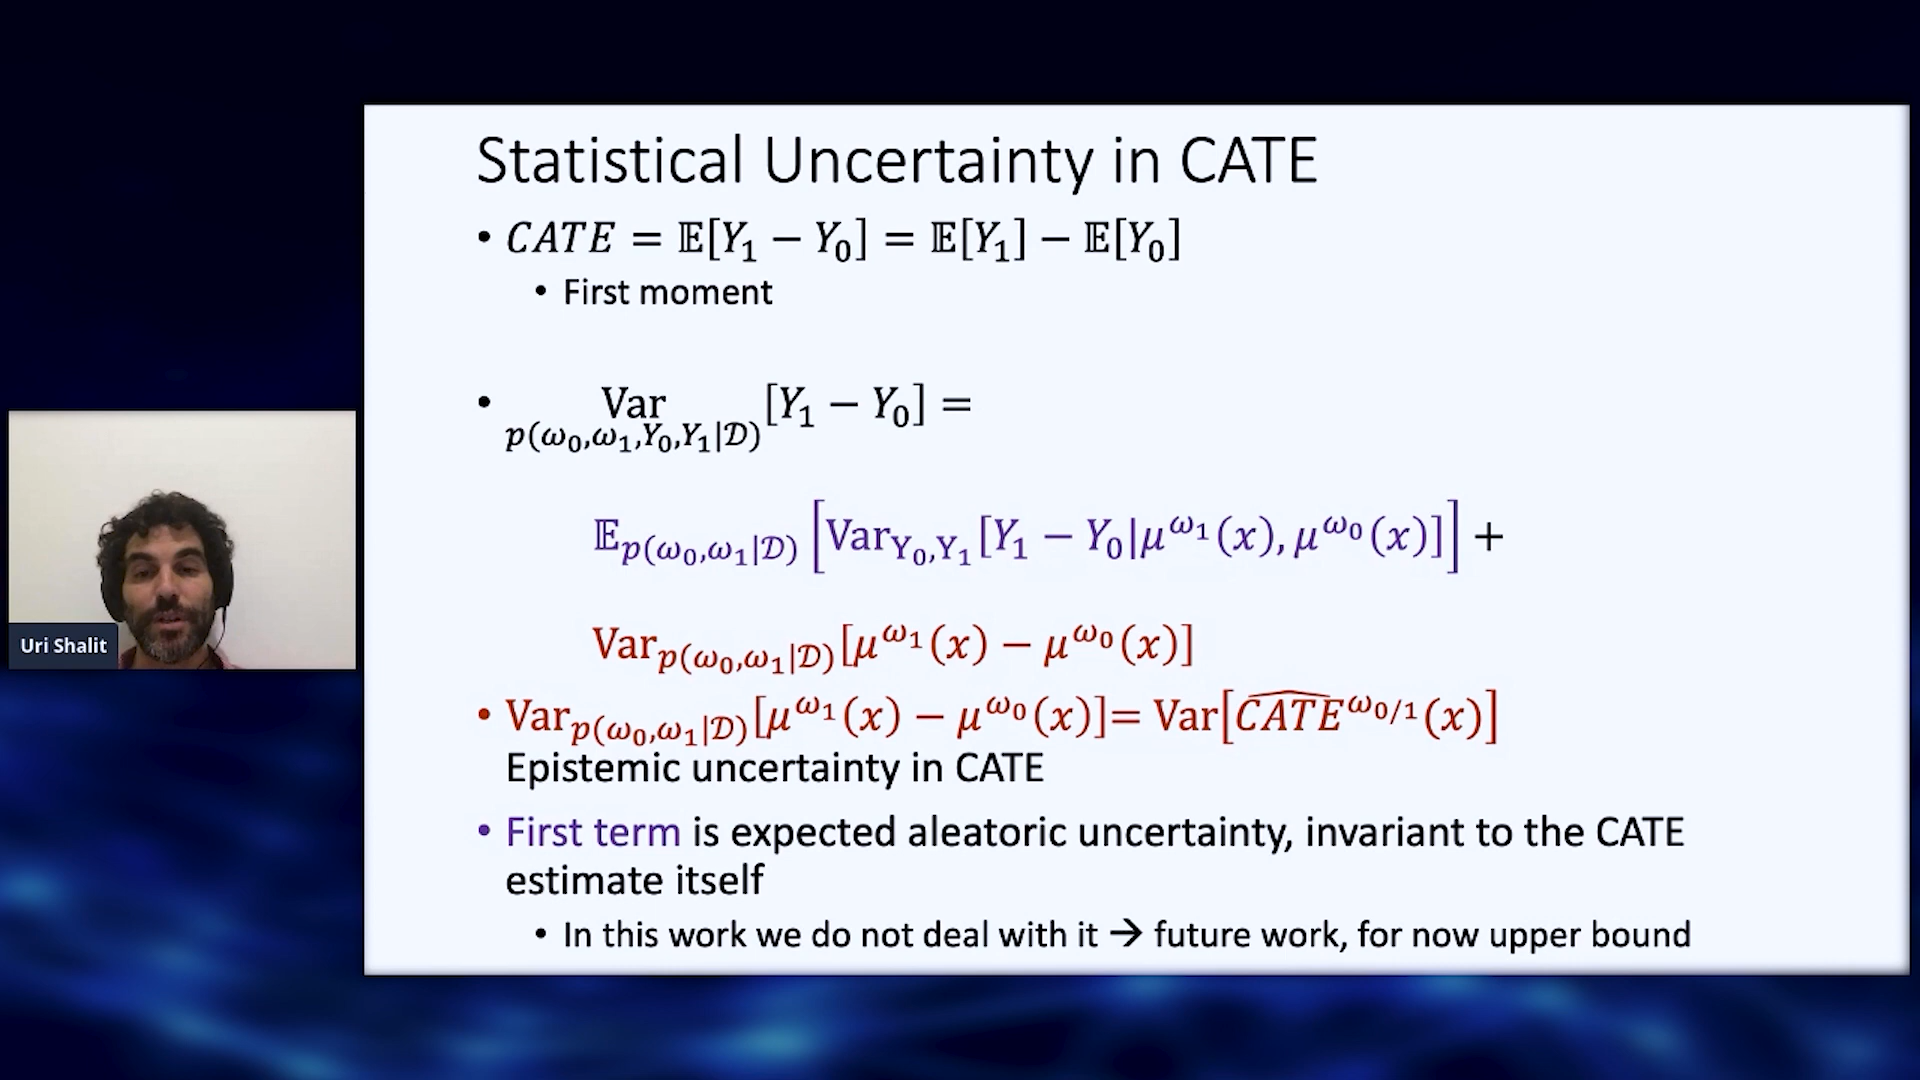 Statistical Uncertainty in CATE
• 𝐶𝐴𝑇𝐸 = 𝔼[𝑌₁ − 𝑌₀] = 𝔼[𝑌₁] − 𝔼[𝑌₀]
• First moment
• Var_{p(ω₀,ω₁,Y₀,Y₁|𝒟)} [𝑌₁ − 𝑌₀] =
𝔼_{p(ω₀,ω₁|𝒟)} [Var_{Y₀,Y₁} [𝑌₁ − 𝑌₀|μ^{ω₁}(x), μ^{ω₀}(x)]] +
Var_{p(ω₀,ω₁|𝒟)} [μ^{ω₁}(x) − μ^{ω₀}(x)]
• Var_{p(ω₀,ω₁|𝒟)} [μ^{ω₁}(x) − μ^{ω₀}(x)]= Var[\widehat{CATE}^{ω_{0/1}}(x)]
Epistemic uncertainty in CATE
• First term is expected aleatoric uncertainty, invariant to the CATE
estimate itself
• In this work we do not deal with it → future work, for now upper bound
Uri Shalit